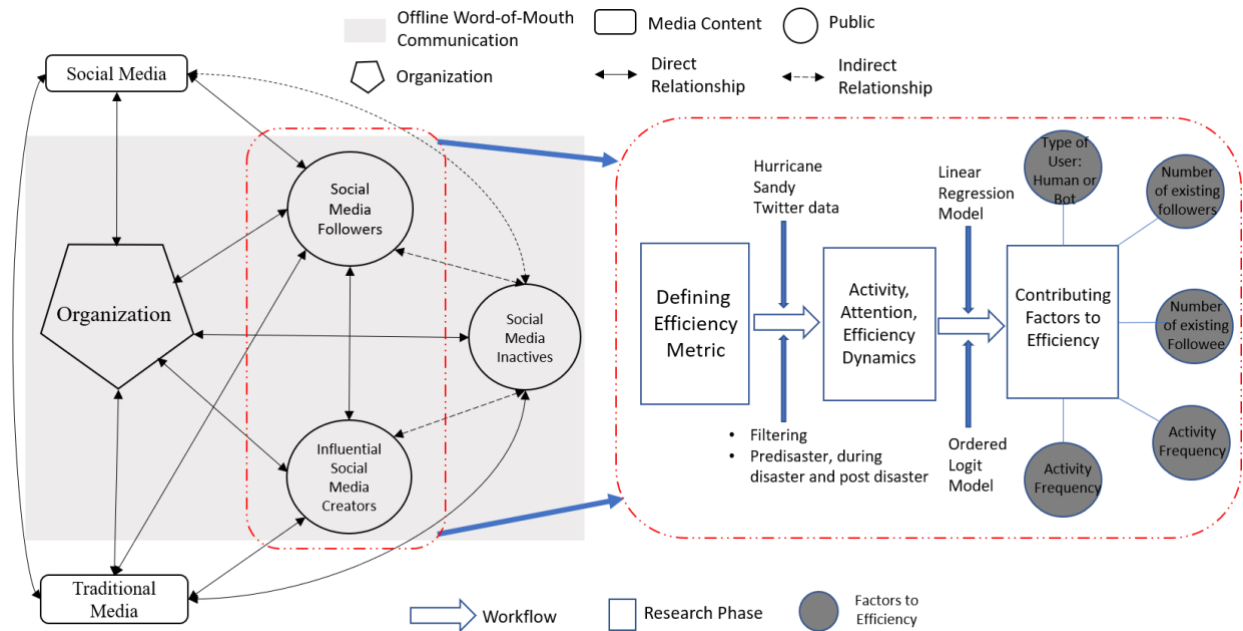 Offline Word-of-Mouth
Communication
Media Content
Public
Organization
Direct
Relationship
Indirect
Relationship
Social Media
Social
Media
Followers
Organization
Social
Media
Inactives
Influential
Social
Media
Creators
Traditional
Media
Defining
Efficiency
Metric
Hurricane
Sandy
Twitter data
• Filtering
• Predisaster, during
disaster and post disaster
Activity,
Attention,
Efficiency
Dynamics
Linear
Regression
Model
Ordered
Logit
Model
Contributing
Factors to
Efficiency
Type of
User:
Human or
Bot
Number
of existing
followers
Number
of existing
Followee
Activity
Frequency
Activity
Frequency
Workflow
Research Phase
Factors to
Efficiency